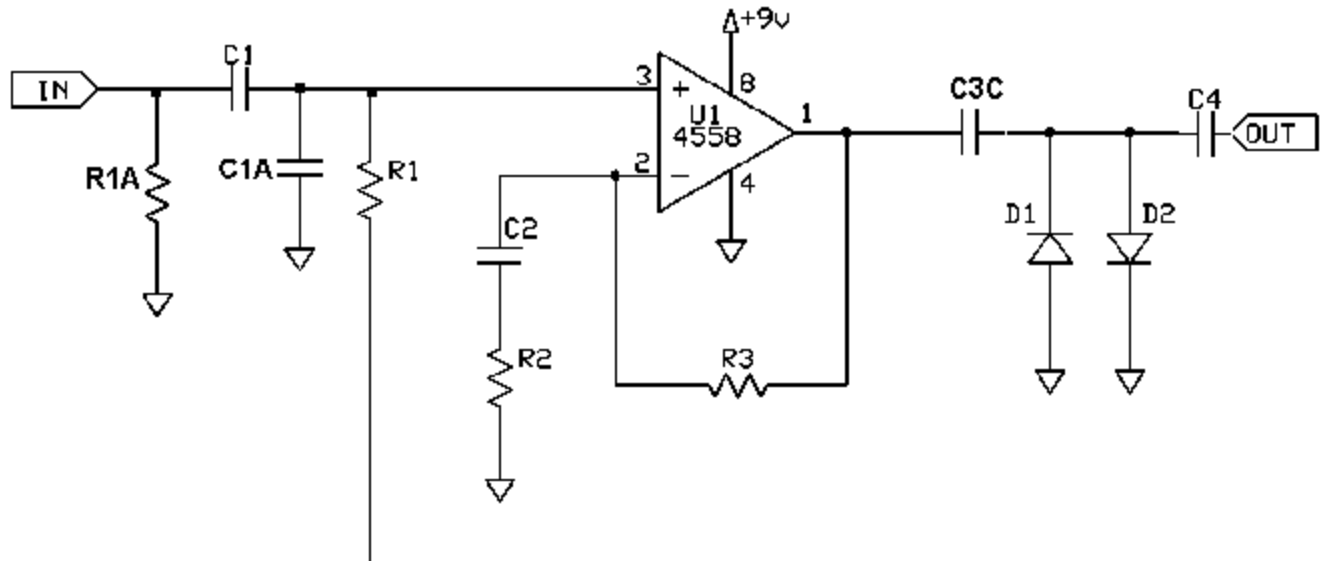 +9v
C1
IN
3
+
8
C3C
C4
U1
4558
1
OUT
R1A
C1A
R1
2
−
4
C2
D1
D2
R2
R3